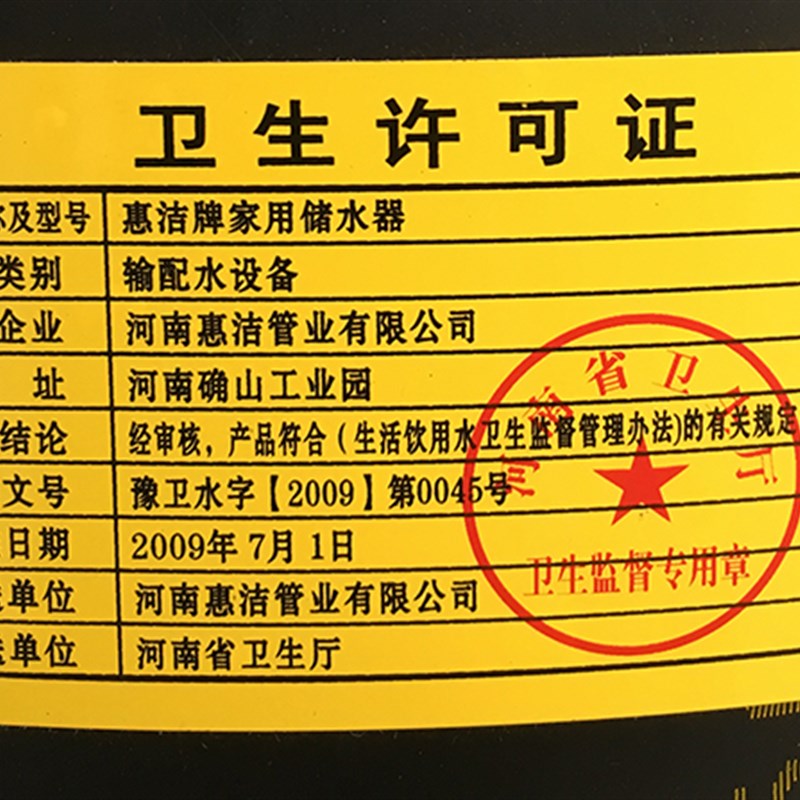 卫生许可证
称及型号 惠洁牌家用储水器
类别 输配水设备
企业 河南惠洁管业有限公司
址 河南确山工业园
结论 经审核，产品符合（生活饮用水卫生监督管理办法)的有关规定
文号 豫卫水字【2009】第0045号
日期 2009年7月1日
单位 河南惠洁管业有限公司
单位 河南省卫生厅
河南省卫生厅
卫生监督专用章